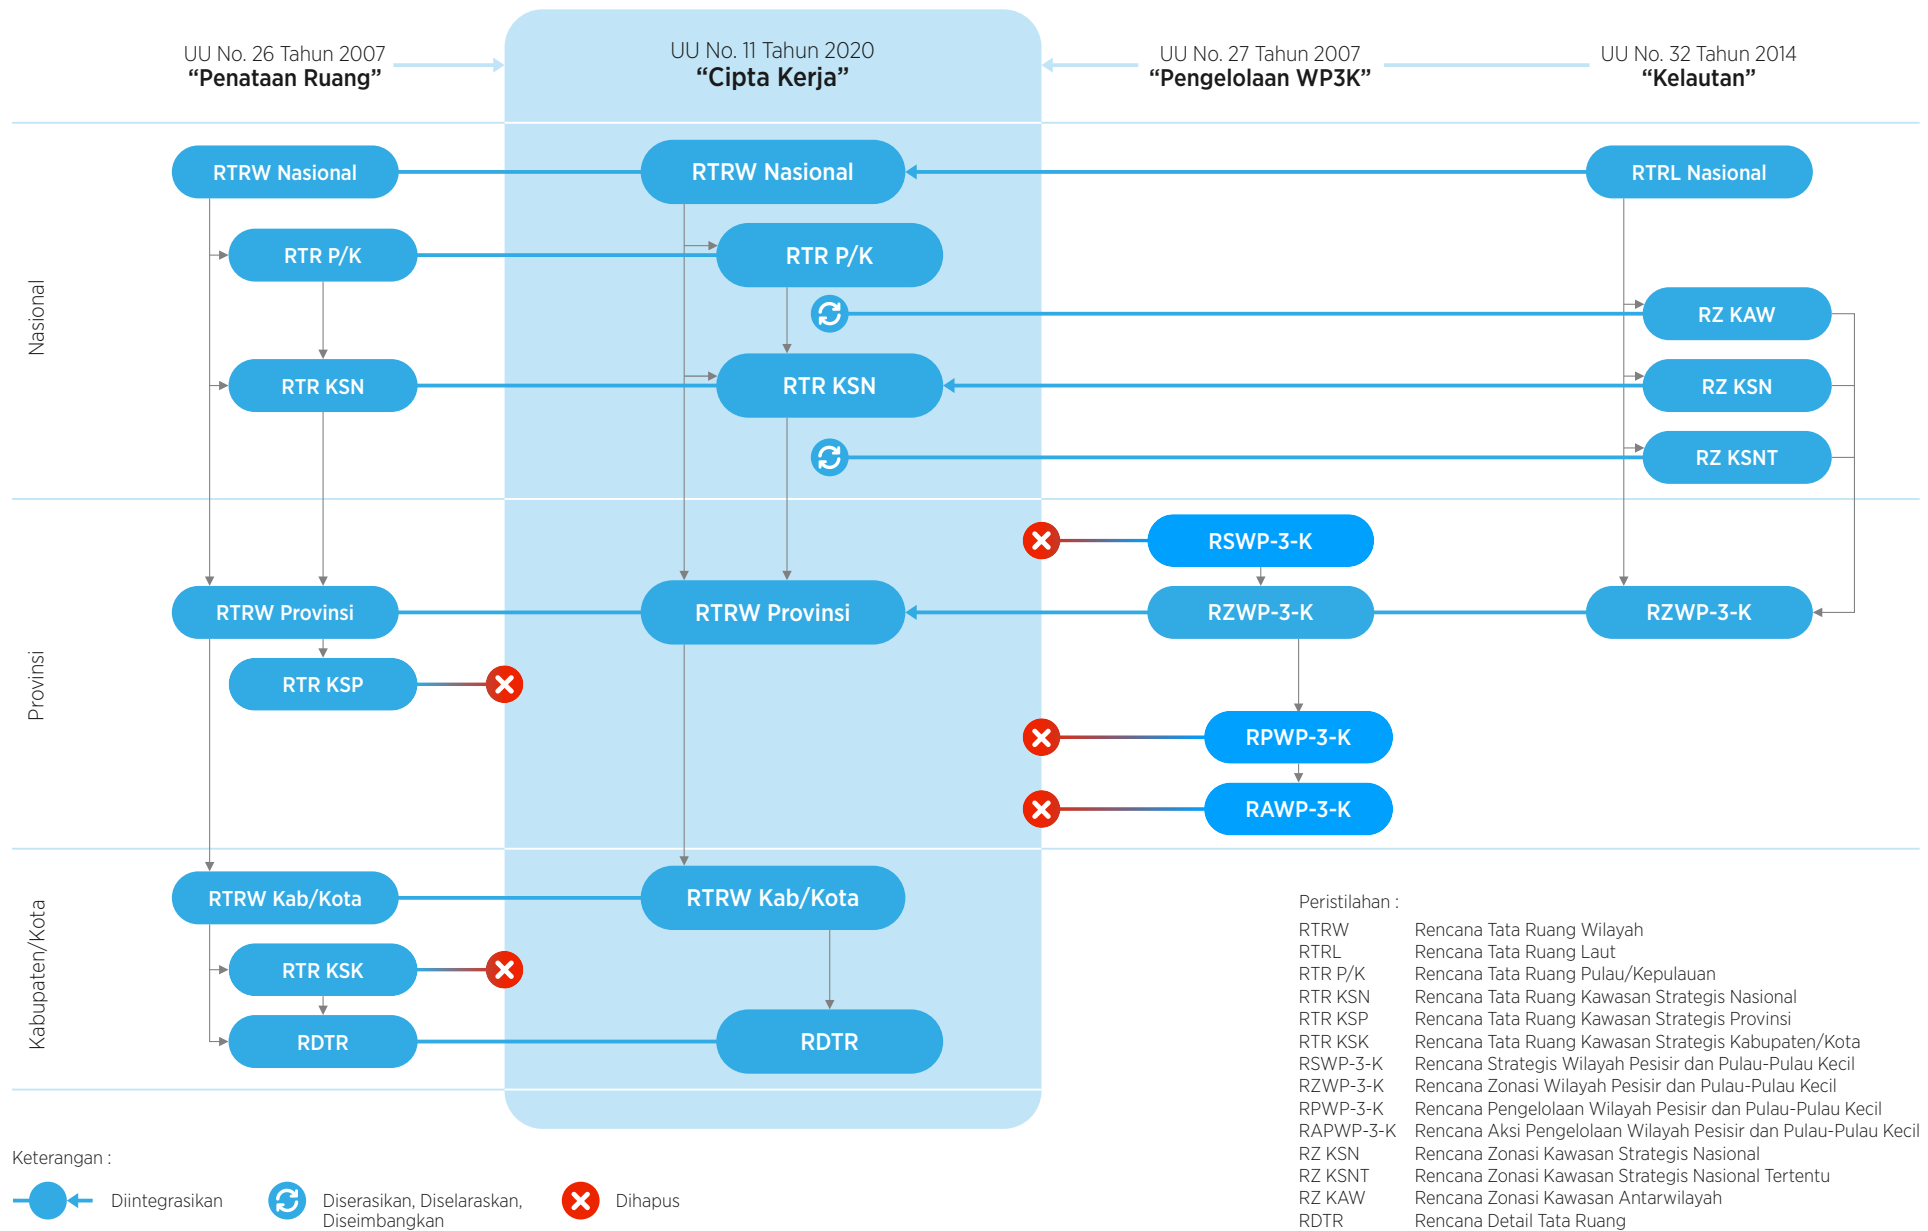 UU No. 26 Tahun 2007
“Penataan Ruang”
UU No. 11 Tahun 2020
“Cipta Kerja”
UU No. 27 Tahun 2007
“Pengelolaan WP3K”
UU No. 32 Tahun 2014
“Kelautan”
Nasional
RTRW Nasional
RTRW Nasional
RTRL Nasional
RTR P/K
RTR P/K
RZ KAW
RTR KSN
RTR KSN
RZ KSN
RZ KSNT
Provinsi
RSWP-3-K
RTRW Provinsi
RTRW Provinsi
RZWP-3-K
RZWP-3-K
RTR KSP
RPWP-3-K
RAWP-3-K
Kabupaten/Kota
RTRW Kab/Kota
RTRW Kab/Kota
RTR KSK
RDTR
RDTR
Peristilahan :
RTRW Rencana Tata Ruang Wilayah
RTRL Rencana Tata Ruang Laut
RTR P/K Rencana Tata Ruang Pulau/Kepulauan
RTR KSN Rencana Tata Ruang Kawasan Strategis Nasional
RTR KSP Rencana Tata Ruang Kawasan Strategis Provinsi
RTR KSK Rencana Tata Ruang Kawasan Strategis Kabupaten/Kota
RSWP-3-K Rencana Strategis Wilayah Pesisir dan Pulau-Pulau Kecil
RZWP-3-K Rencana Zonasi Wilayah Pesisir dan Pulau-Pulau Kecil
RPWP-3-K Rencana Pengelolaan Wilayah Pesisir dan Pulau-Pulau Kecil
RAPWP-3-K Rencana Aksi Pengelolaan Wilayah Pesisir dan Pulau-Pulau Kecil
RZ KSN Rencana Zonasi Kawasan Strategis Nasional
RZ KSNT Rencana Zonasi Kawasan Strategis Nasional Tertentu
RZ KAW Rencana Zonasi Kawasan Antarwilayah
RDTR Rencana Detail Tata Ruang
Keterangan :
Diintegrasikan
Diserasikan, Diselaraskan,
Diseimbangkan
Dihapus